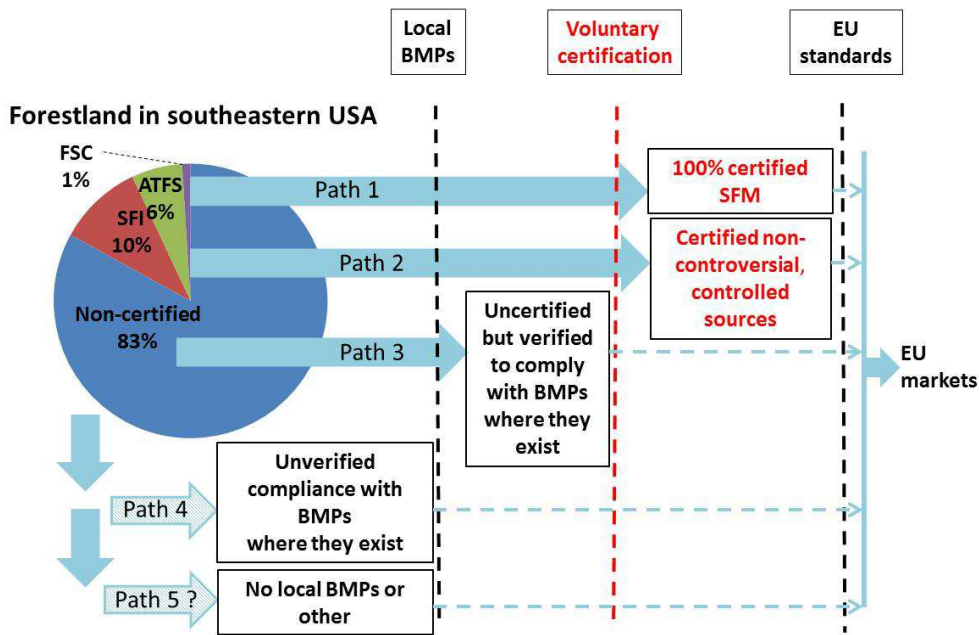 Local
BMPs
Voluntary
certification
EU
standards
Forestland in southeastern USA
FSC
1%
ATFS
6%
SFI
10%
Non-certified
83%
Path 1
100% certified
SFM
Path 2
Certified non-
controversial,
controlled
sources
Path 3
Uncertified
but verified
to comply
with BMPs
where they
exist
EU
markets
Path 4
Unverified
compliance with
BMPs
where they exist
Path 5 ?
No local BMPs or
other